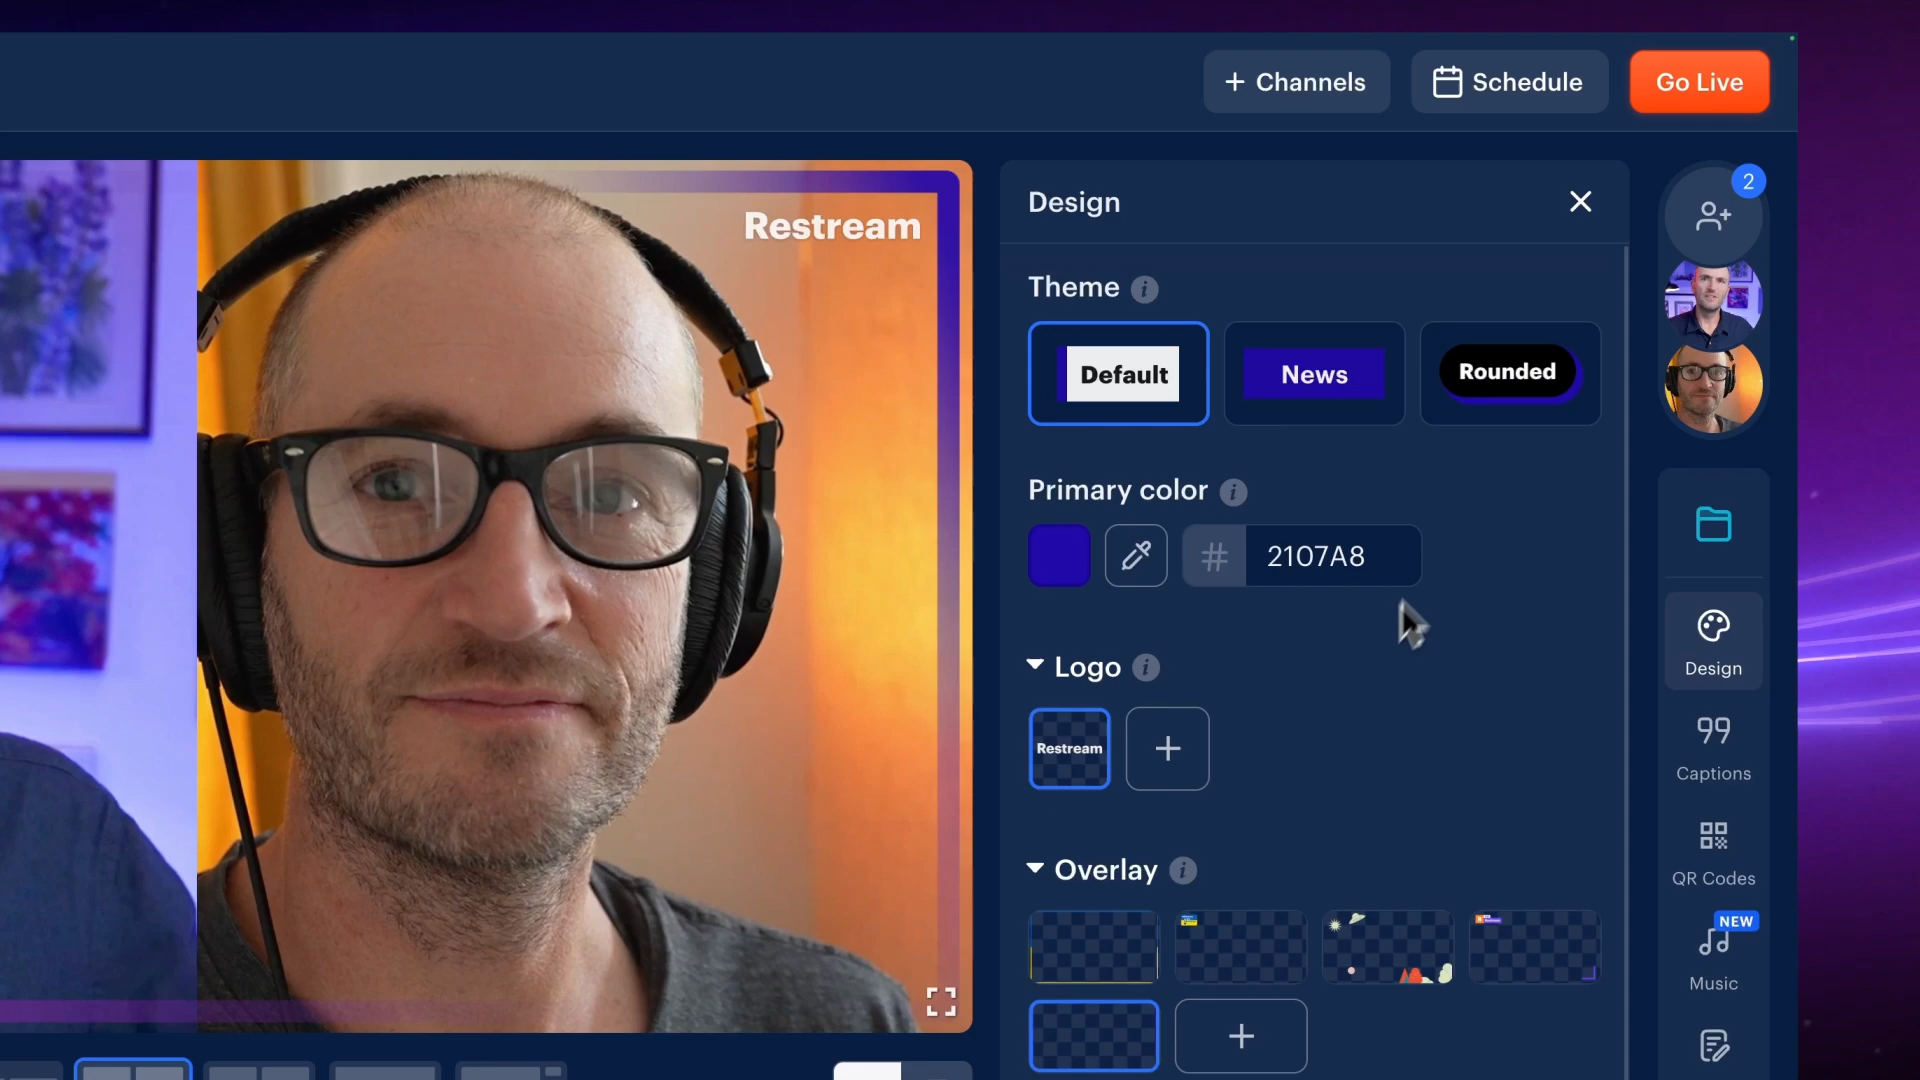 + Channels
Schedule
Go Live
Restream
Design
2
Theme
Default
News
Rounded
Primary color
# 2107A8
Logo
Restream
Overlay
Design
Captions
QR Codes
NEW
Music